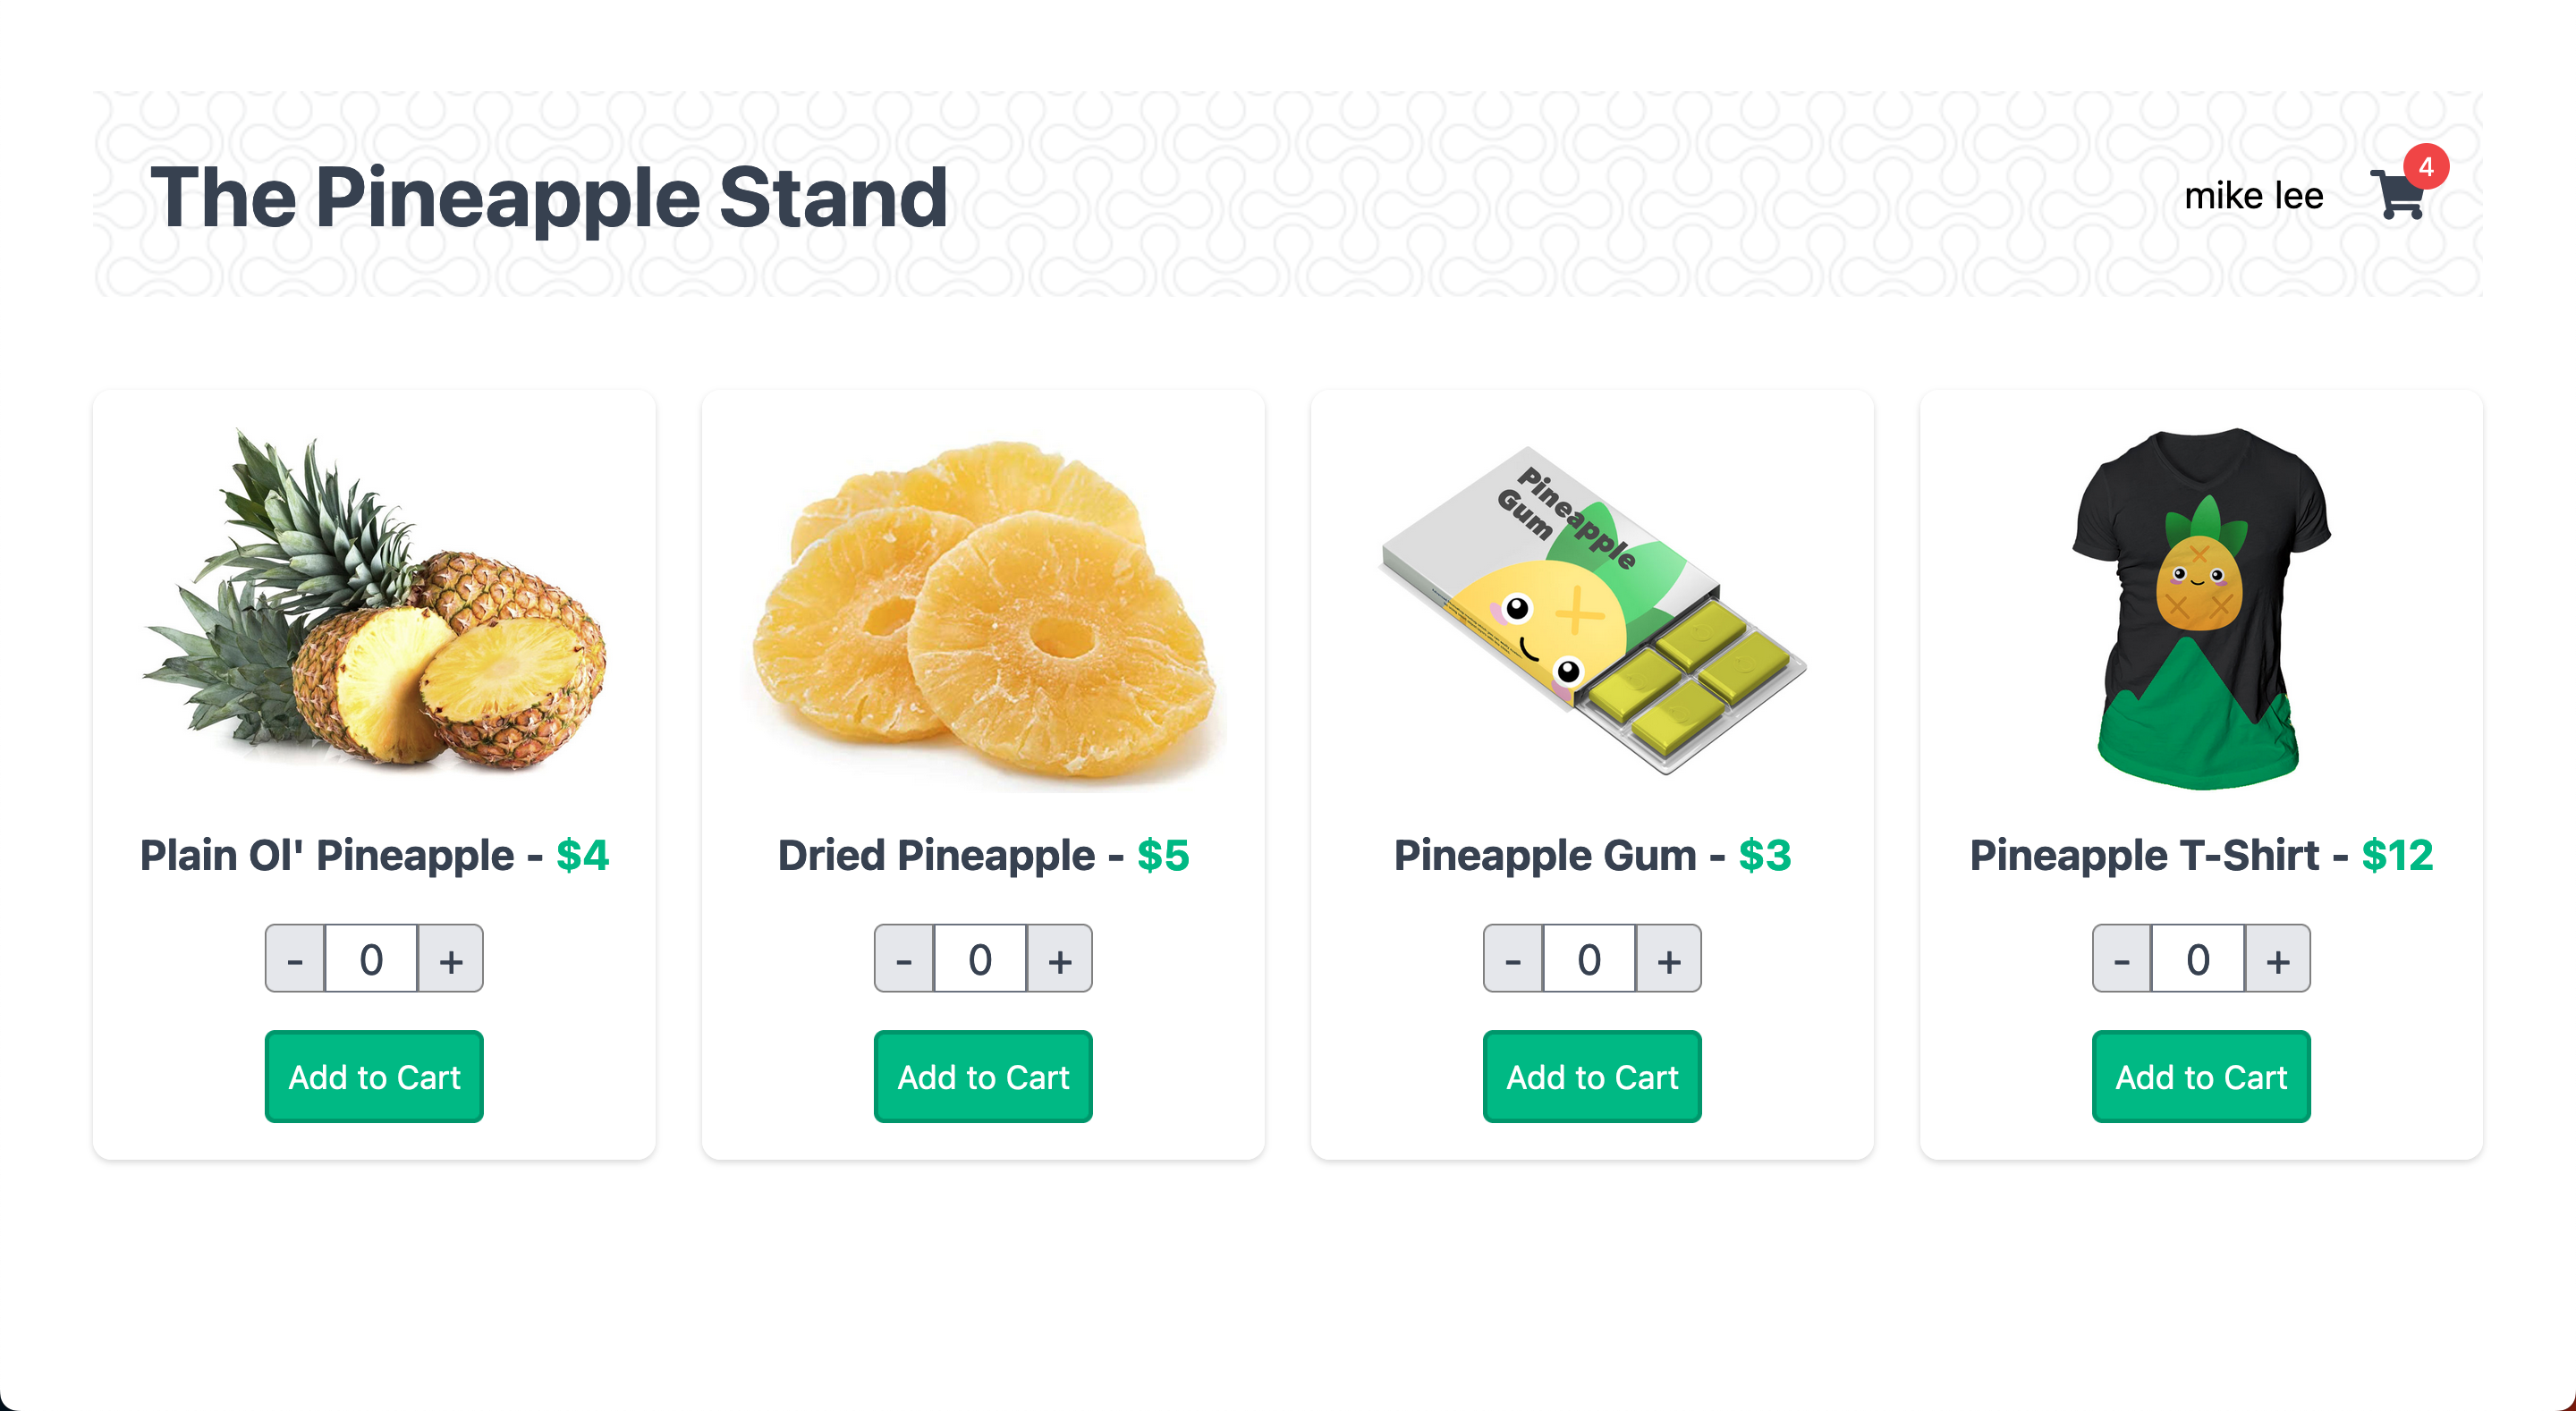 The Pineapple Stand
mike lee
4
Pineapple
Gum
Plain Ol' Pineapple - $4
Dried Pineapple - $5
Pineapple Gum - $3
Pineapple T-Shirt - $12
- 0 +
- 0 +
- 0 +
- 0 +
Add to Cart
Add to Cart
Add to Cart
Add to Cart